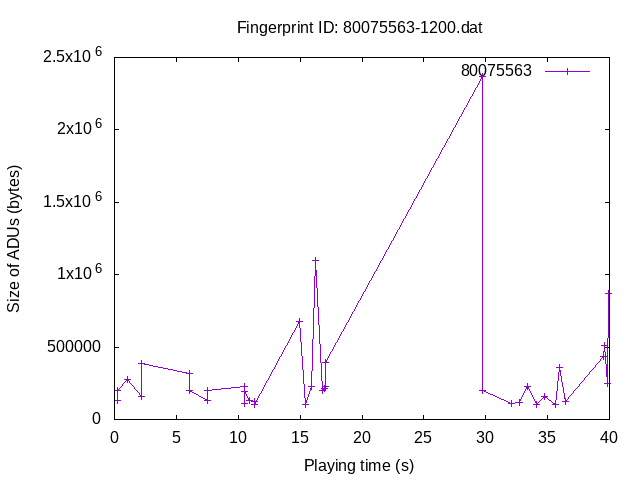 Fingerprint ID: 80075563-1200.dat
2.5x10 6
80075563
2x10 6
1.5x10 6
Size of ADUs (bytes)
1x10 6
500000
0
0 5 10 15 20 25 30 35 40
Playing time (s)